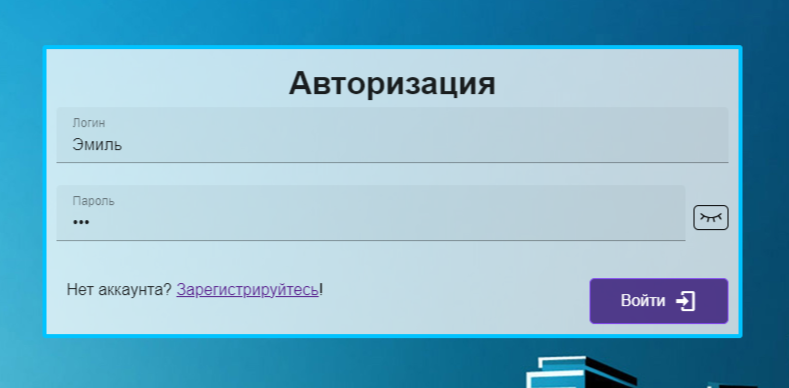 Авторизация
Логин
Эмиль
Пароль
•••
Нет аккаунта? Зарегистрируйтесь!
Войти